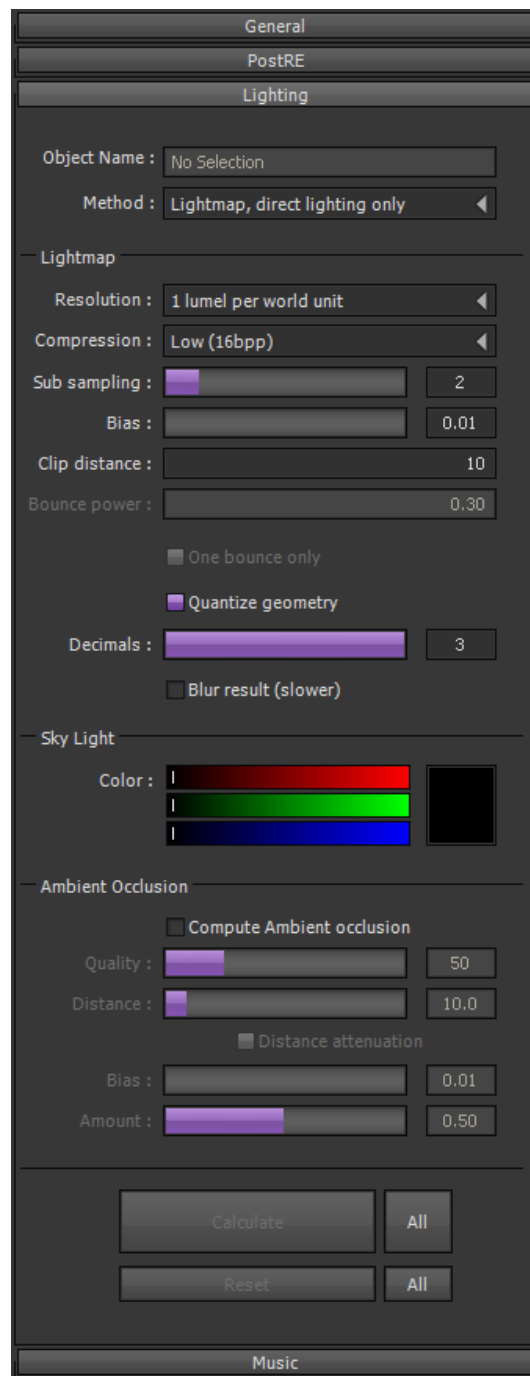 General
PostRE
Lighting
Object Name : No Selection
Method : Lightmap, direct lighting only
Lightmap
Resolution : 1 lumel per world unit
Compression : Low (16bpp)
Sub sampling : 2
Bias : 0.01
Clip distance : 10
Bounce power : 0.30
One bounce only
Quantize geometry
Decimals : 3
Blur result (slower)
Sky Light
Color :
Ambient Occlusion
Compute Ambient occlusion
Quality : 50
Distance : 10.0
Distance attenuation
Bias : 0.01
Amount : 0.50
Calculate All
Reset All
Music